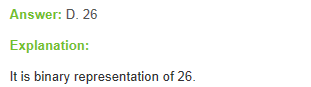 Answer: D. 26
Explanation:
It is binary representation of 26.